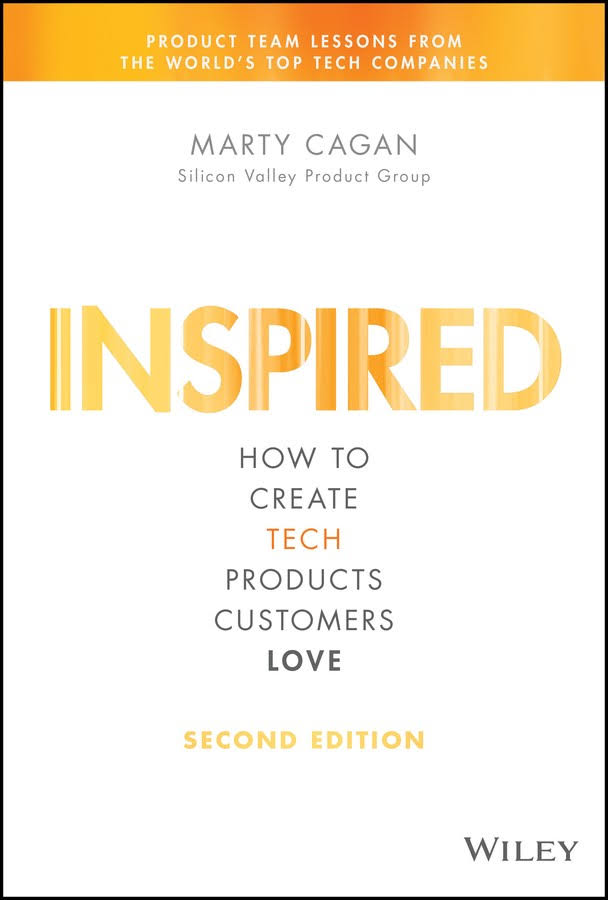 PRODUCT TEAM LESSONS FROM
THE WORLD'S TOP TECH COMPANIES
MARTY CAGAN
Silicon Valley Product Group
INSPIRED
HOW TO
CREATE
TECH
PRODUCTS
CUSTOMERS
LOVE
SECOND EDITION
WILEY